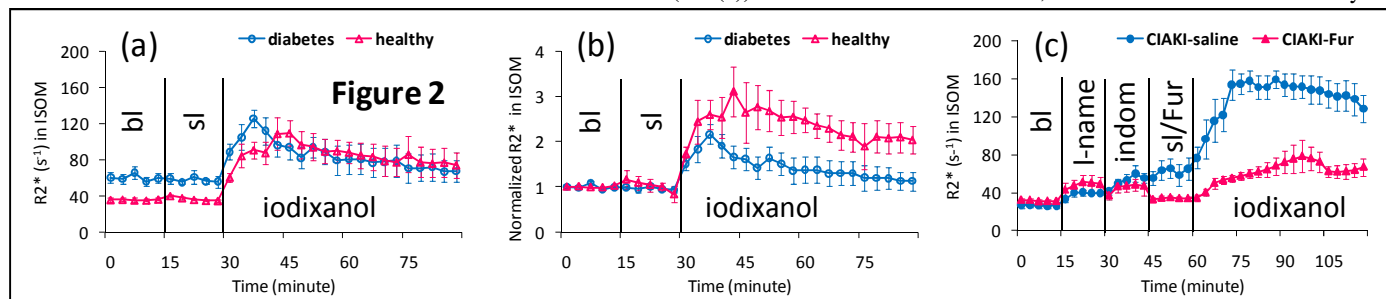 (a)
diabetes healthy
Figure 2
R2* (s⁻¹) in ISOM
200
160
120
80
40
0
bl
sl
iodixanol
0 15 30 45 60 75
Time (minute)
(b)
diabetes healthy
Normalized R2* in ISOM
4
3
2
1
0
bl
sl
iodixanol
0 15 30 45 60 75
Time (minute)
(c)
CIAKI-saline CIAKI-Fur
R2* (s⁻¹) in ISOM
200
160
120
80
40
0
bl
l-name
indom
sl/Fur
iodixanol
0 15 30 45 60 75 90 105
Time (minute)